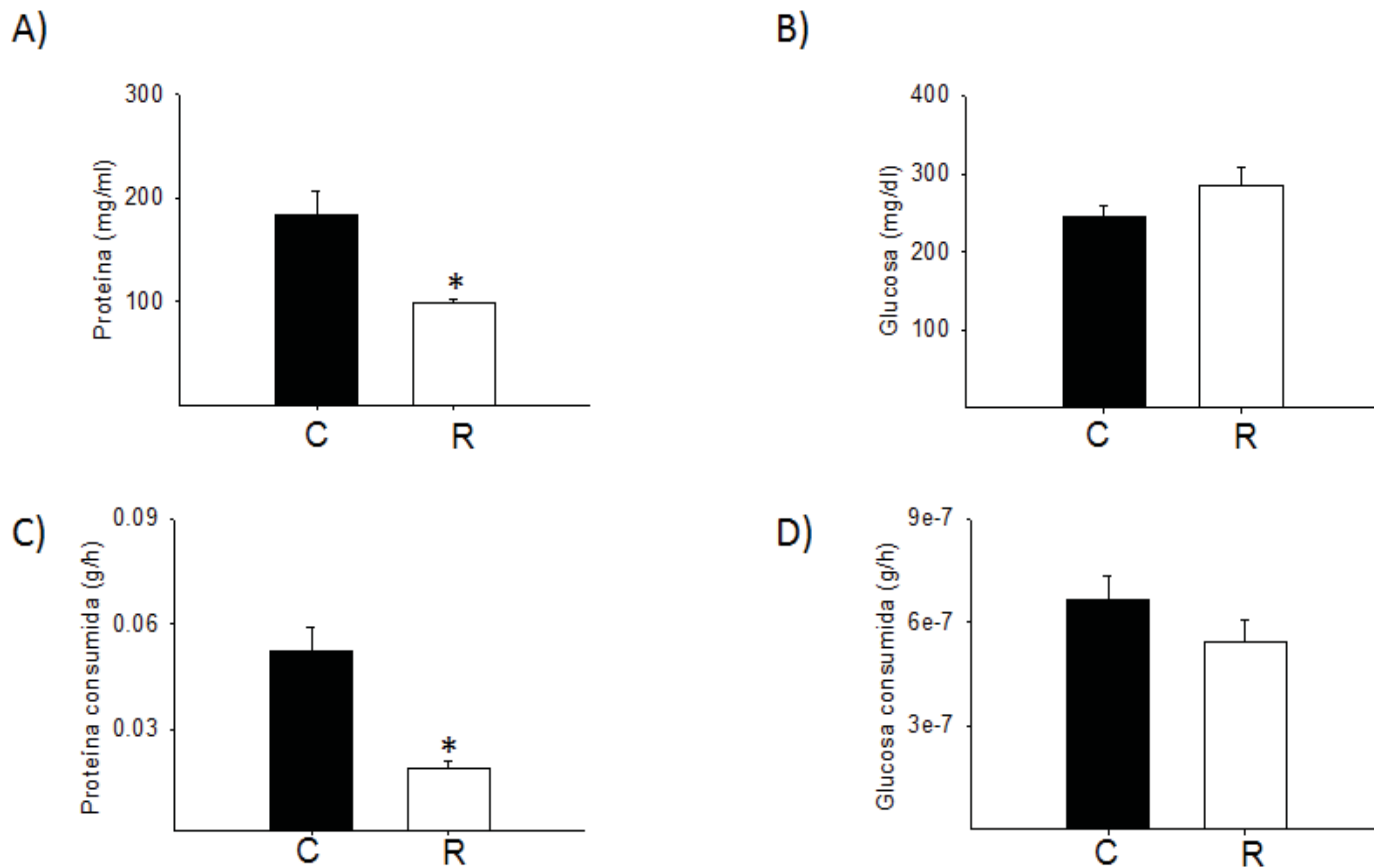 A)
Proteína (mg/ml)
300
200
100
*
C
R
B)
Glucosa (mg/dl)
400
300
200
100
C
R
C)
Proteína consumida (g/h)
0.09
0.06
0.03
*
C
R
D)
Glucosa consumida (g/h)
9e-7
6e-7
3e-7
C
R